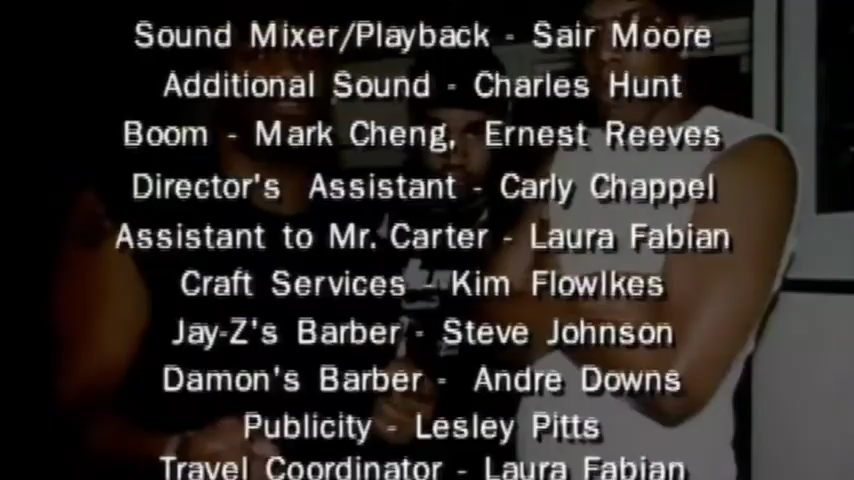 Sound Mixer/Playback - Sair Moore
Additional Sound - Charles Hunt
Boom - Mark Cheng, Ernest Reeves
Director's Assistant - Carly Chappel
Assistant to Mr. Carter - Laura Fabian
Craft Services - Kim Flowlkes
Jay-Z's Barber - Steve Johnson
Damon's Barber - Andre Downs
Publicity - Lesley Pitts
Travel Coordinator - Laura Fabian